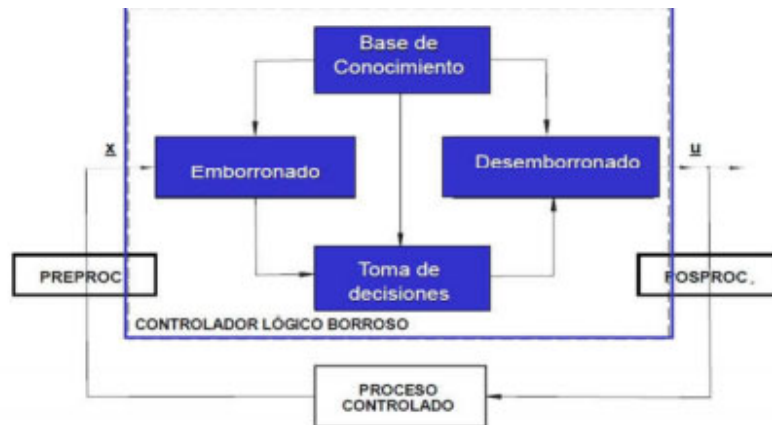 Base de
Conocimiento
x
u
Emborronado
Desemborronado
PREPROC
Toma de
decisiones
POSPROC.
CONTROLADOR LÓGICO BORROSO
PROCESO
CONTROLADO